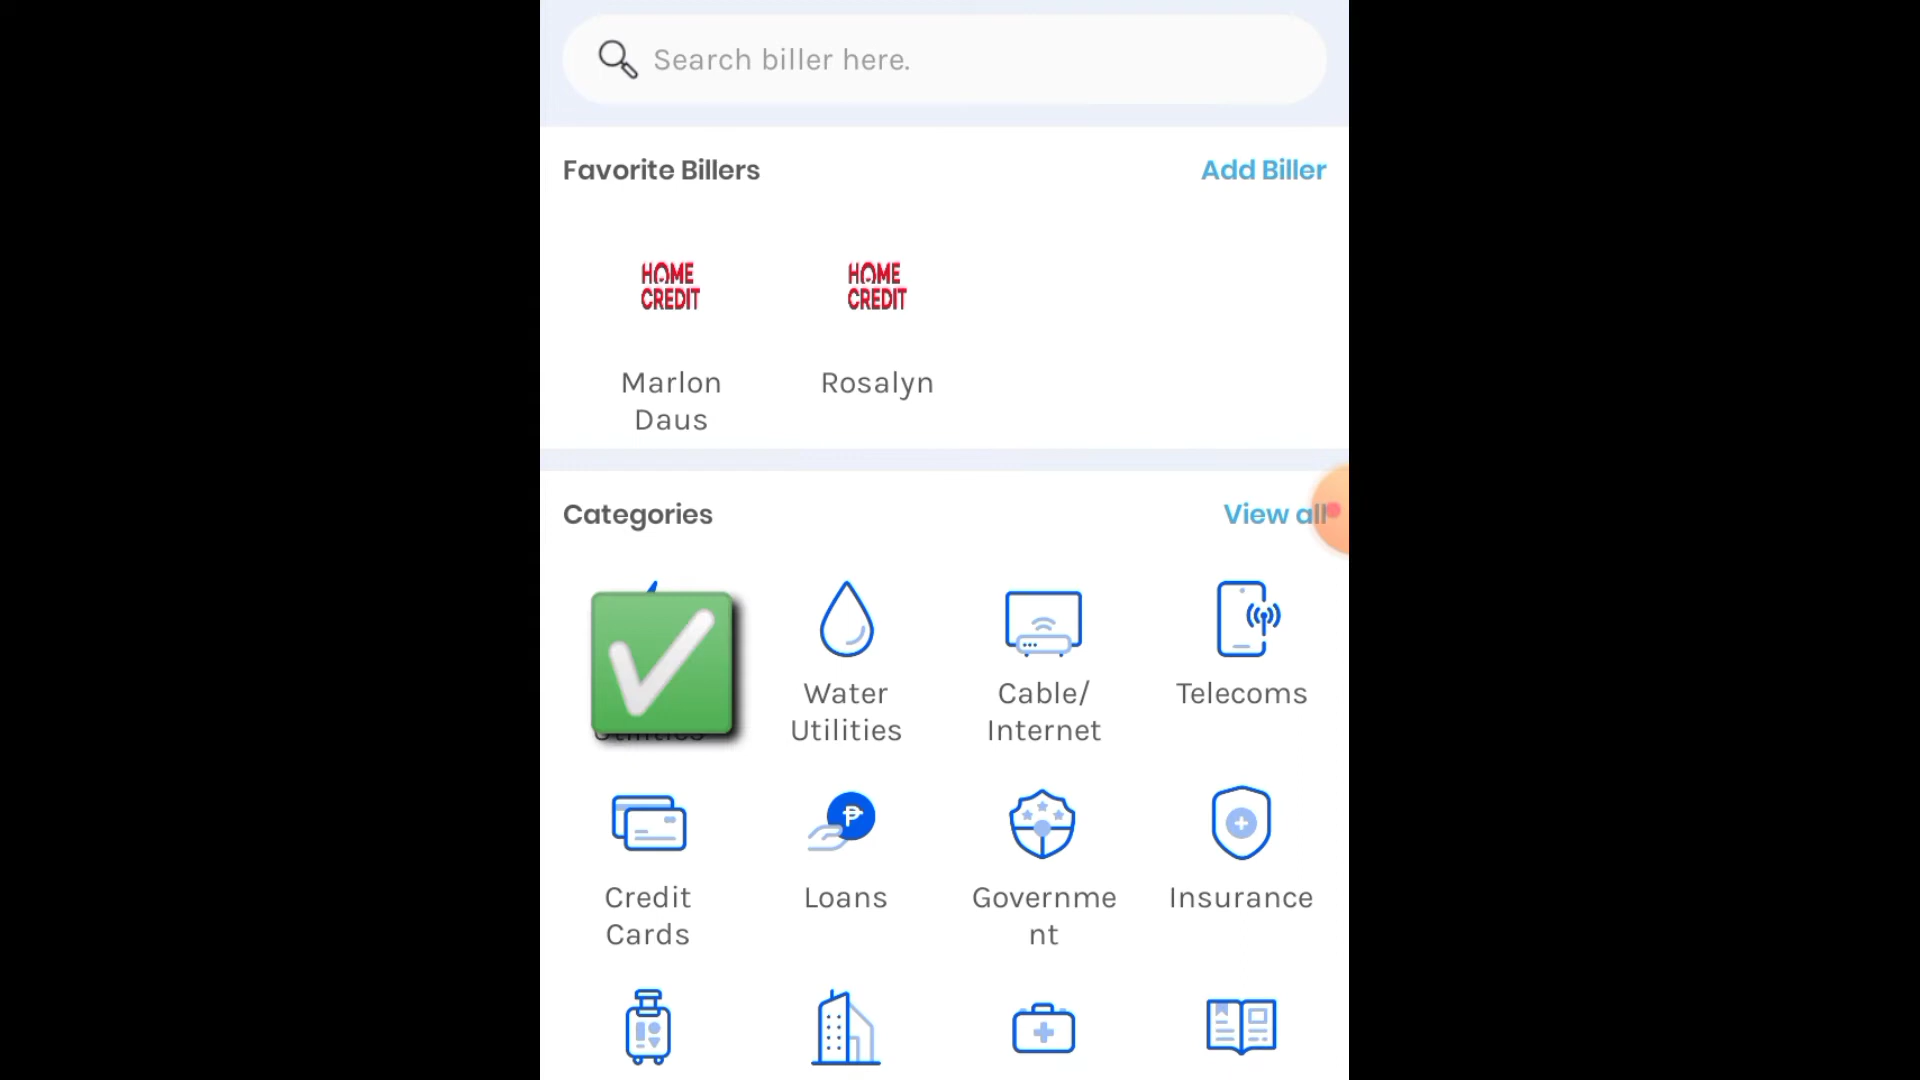 Search biller here.
Favorite Billers
Add Biller
HOME
CREDIT
HOME
CREDIT
Marlon
Daus
Rosalyn
Categories
View all
Water
Utilities
Cable/
Internet
Telecoms
Credit
Cards
Loans
Governme
nt
Insurance